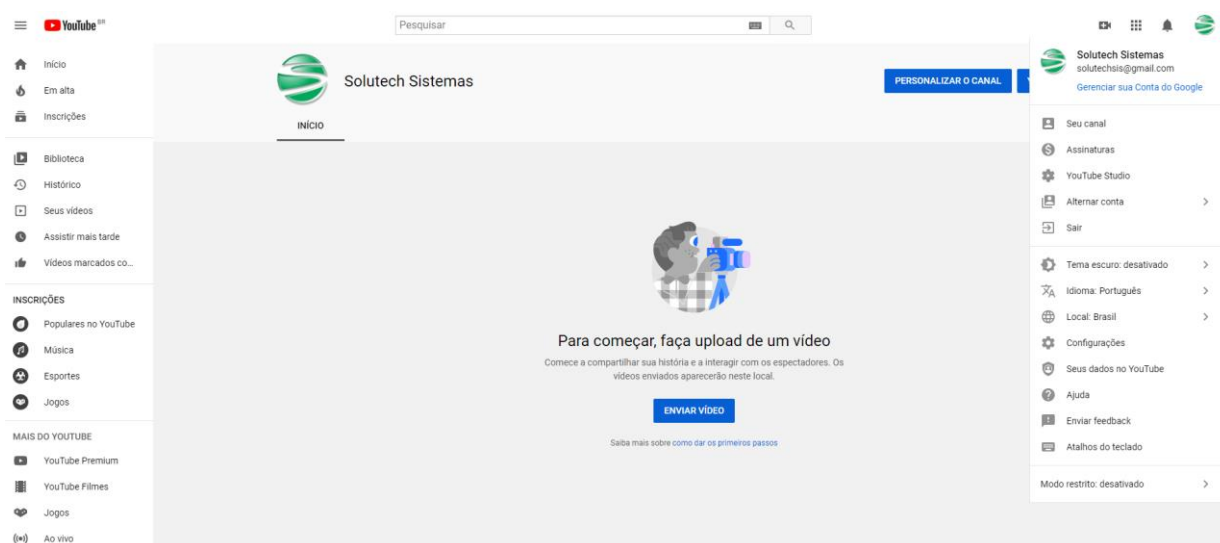 YouTube BR
Pesquisar
Início
Em alta
Inscrições
Biblioteca
Histórico
Seus vídeos
Assistir mais tarde
Vídeos marcados co...
INSCRIÇÕES
Populares no YouTube
Música
Esportes
Jogos
MAIS DO YOUTUBE
YouTube Premium
YouTube Filmes
Jogos
Ao vivo
Solutech Sistemas
PERSONALIZAR O CANAL
INÍCIO
Para começar, faça upload de um vídeo
Comece a compartilhar sua história e a interagir com os espectadores. Os
vídeos enviados aparecerão neste local.
ENVIAR VÍDEO
Saiba mais sobre como dar os primeiros passos
Solutech Sistemas
solutechsis@gmail.com
Gerenciar sua Conta do Google
Seu canal
Assinaturas
YouTube Studio
Alternar conta
Sair
Tema escuro: desativado
Idioma: Português
Local: Brasil
Configurações
Seus dados no YouTube
Ajuda
Enviar feedback
Atalhos do teclado
Modo restrito: desativado